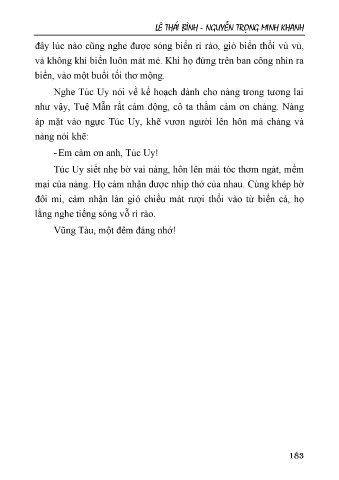 LÊ THÁI BÌNH - NGUYỄN TRỌNG MINH KHANH
đây lúc nào cũng nghe được sóng biển rì rào, gió biển thổi vù vù,
và không khí biển luôn mát mẻ. Khi họ đứng trên ban công nhìn ra
biển, vào một buổi tối thơ mộng.
Nghe Túc Uy nói về kế hoạch dành cho nàng trong tương lai
như vậy, Tuệ Mẫn rất cảm động, cô ta thầm cảm ơn chàng. Nàng
áp mặt vào ngực Túc Uy, khẽ vươn người lên hôn má chàng và
nàng nói khẽ:
- Em cảm ơn anh, Túc Uy!
Túc Uy siết nhẹ bờ vai nàng, hôn lên mái tóc thơm ngát, mềm
mại của nàng. Họ cảm nhận được nhịp thở của nhau. Cùng khép hờ
đôi mi, cảm nhận làn gió chiều mát rượi thổi vào từ biển cả, họ
lắng nghe tiếng sóng vỗ rì rào.
Vũng Tàu, một đêm đáng nhớ!
183